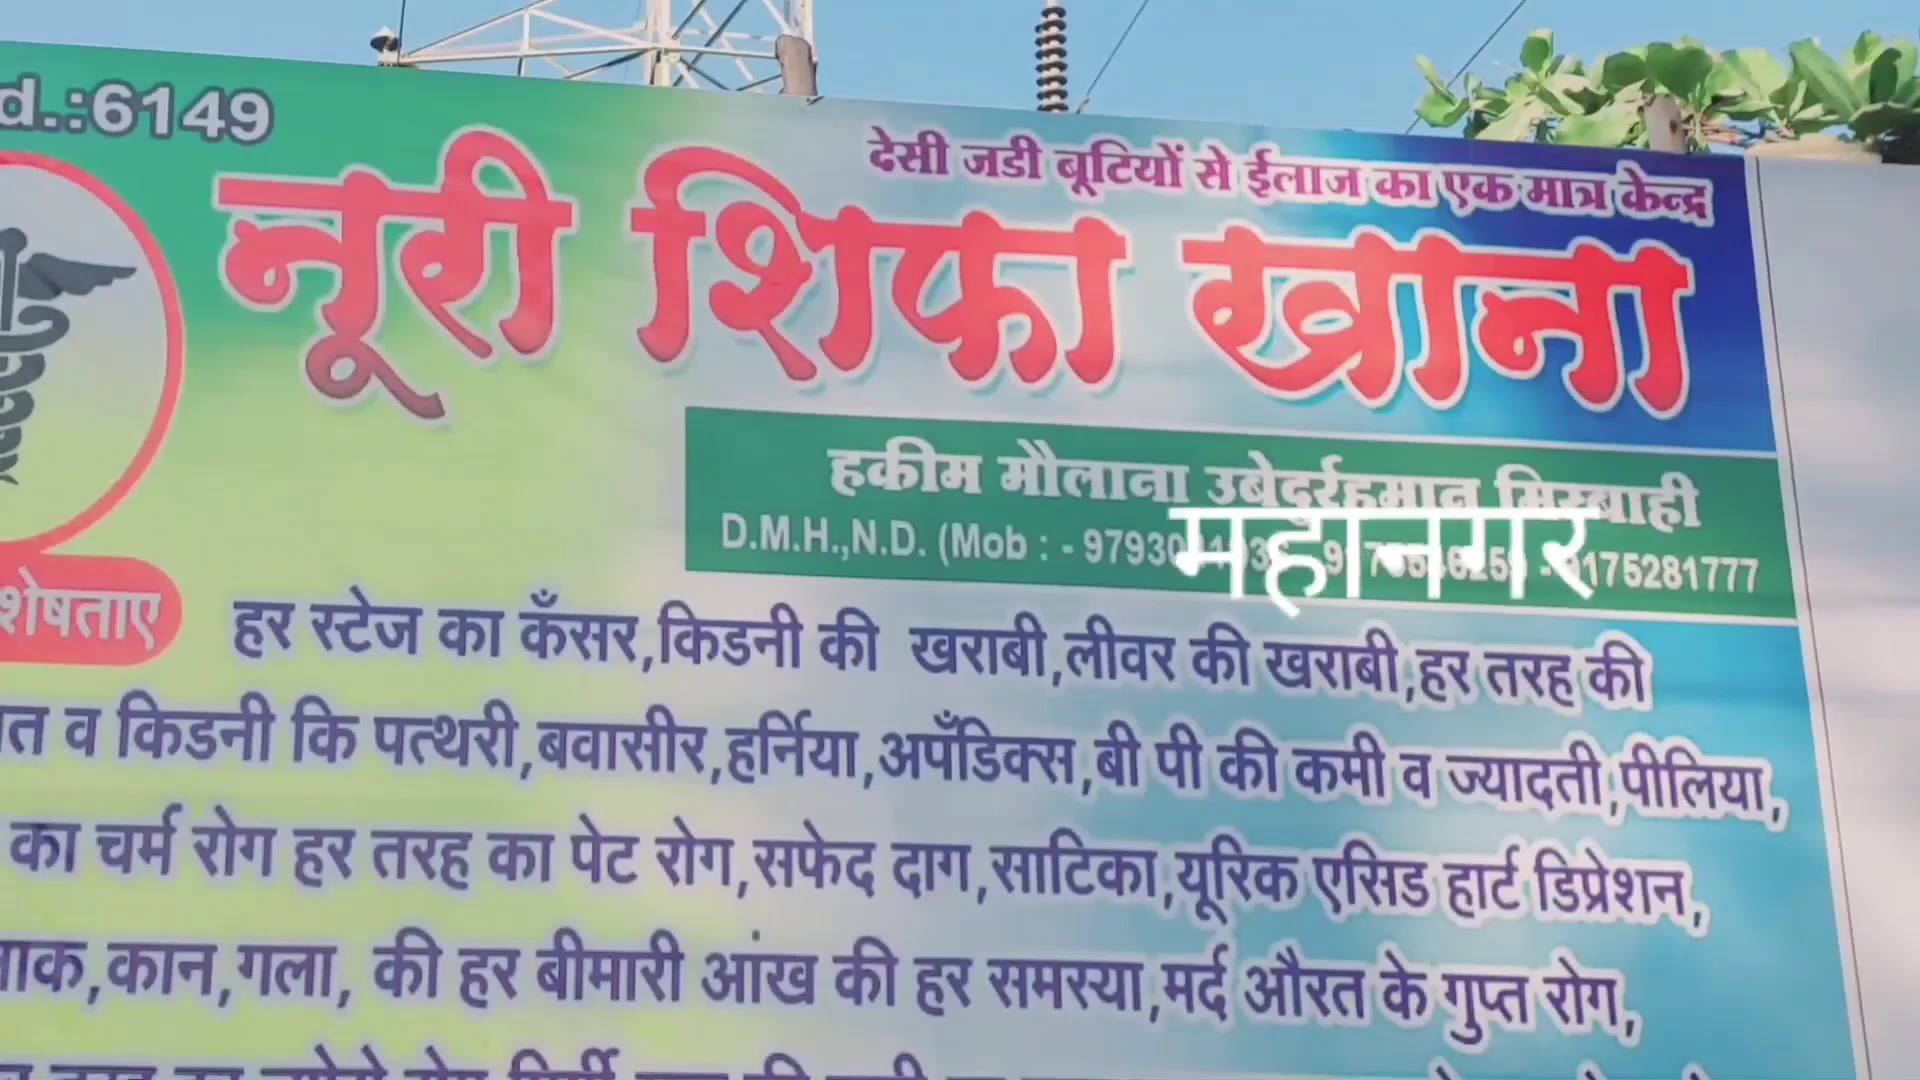 d.:6149
देसी जडी बूटियों से ईलाज का एक मात्र केन्द्र
नूरी शिफा खाना
हकीम मौलाना उबेदुर्रहमान मिस्बाही
D.M.H.,N.D. (Mob : - 9175281777
महानगर
शेषताए
हर स्टेज का कँसर,किडनी की खराबी,लीवर की खराबी,हर तरह की
त व किडनी कि पत्थरी,बवासीर,हर्निया,अपँडिक्स,बी पी की कमी व ज्यादती,पीलिया,
का चर्म रोग हर तरह का पेट रोग,सफेद दाग,साटिका,यूरिक एसिड हार्ट डिप्रेशन,
नाक,कान,गला, की हर बीमारी आंख की हर समस्या,मर्द औरत के गुप्त रोग,